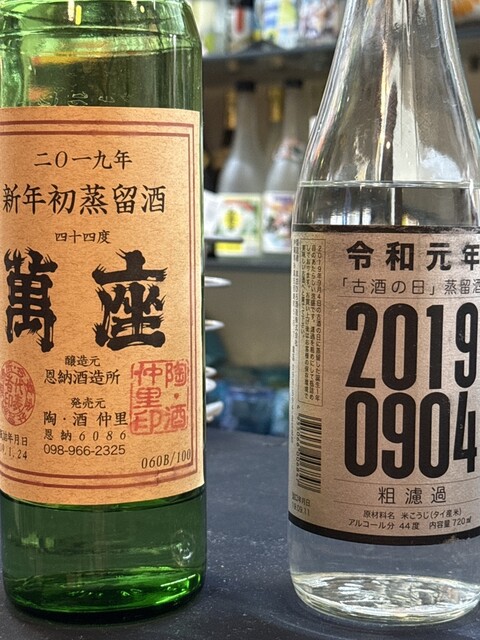 二〇一九年
新年初蒸留酒
四十四度
萬座
醸造元
恩納酒造所
発売元
陶・酒 仲里
恩納6086
098-966-2325
060B/100
陶・酒
仲里印
1.24
令和元年
「古酒の日」蒸留酒
2019
0904
粗濾過
原材料名 米こうじ(タイ産米)
アルコール分 44度 内容量 720ml